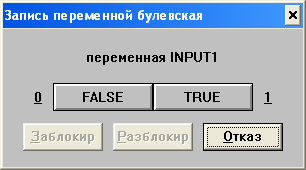 Запись переменной булевская
переменная INPUT1
0 FALSE TRUE 1
Заблокир Разблокир Отказ